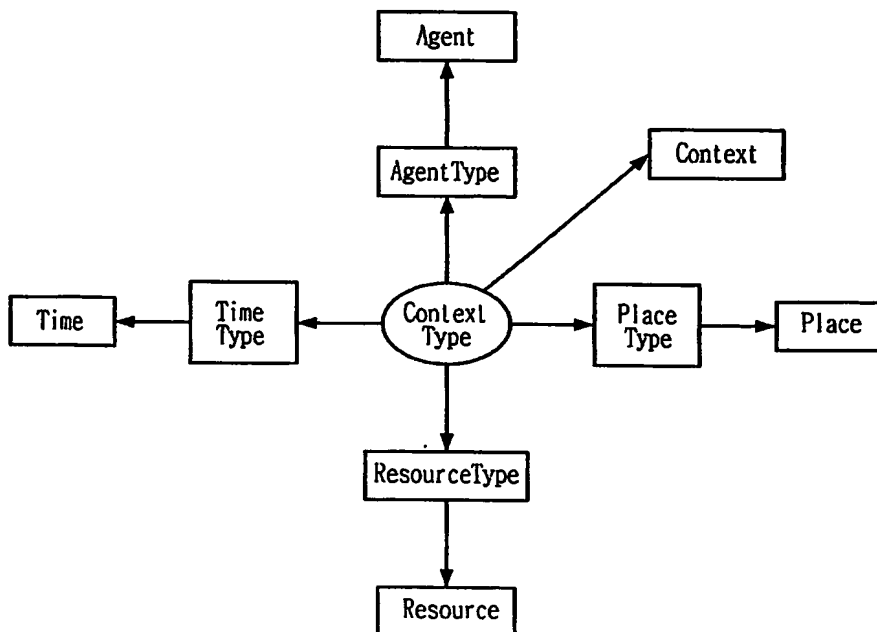 Agent
AgentType
Context
Time
Time
Type
Context
Type
Place
Type
Place
ResourceType
Resource